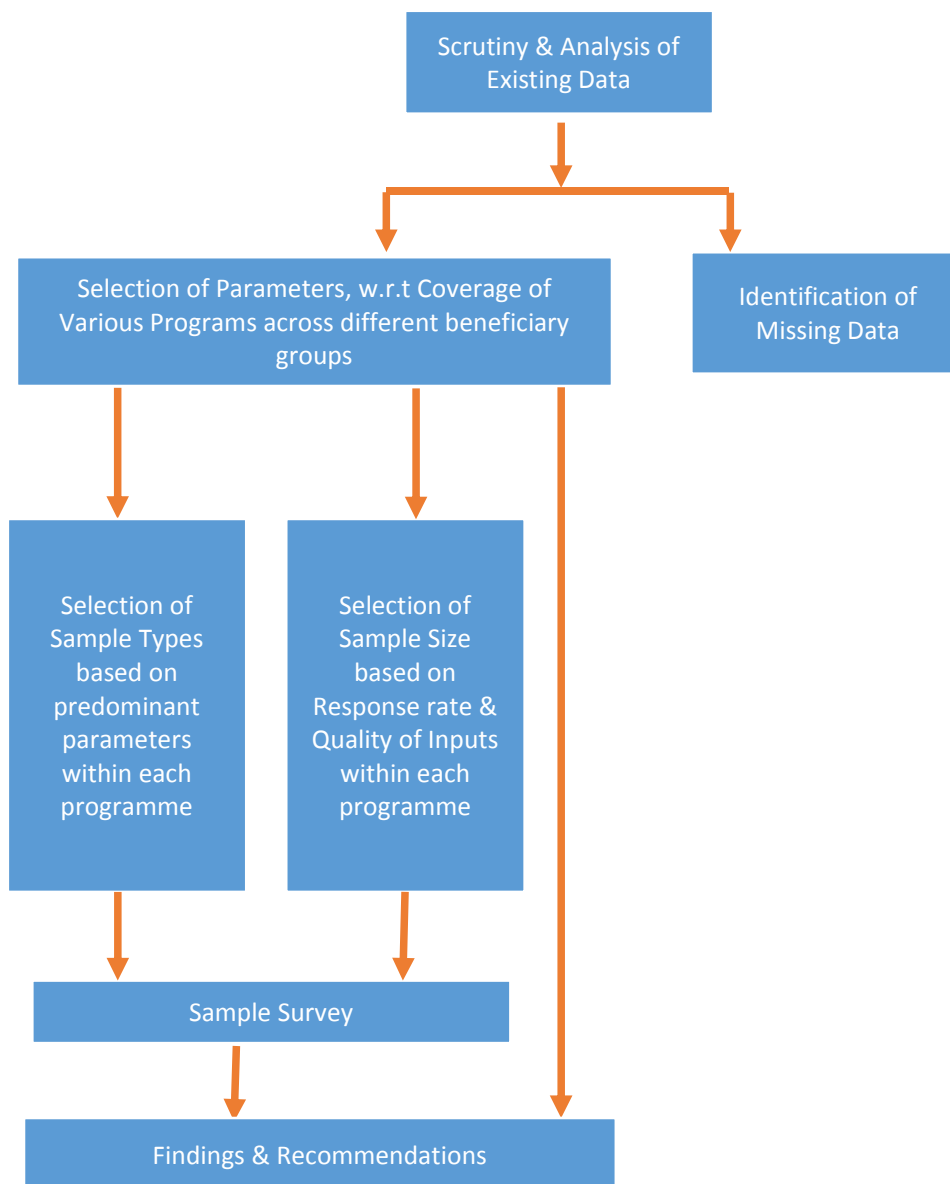 Scrutiny & Analysis of
Existing Data
Selection of Parameters, w.r.t Coverage of
Various Programs across different beneficiary
groups
Identification of
Missing Data
Selection of
Sample Types
based on
predominant
parameters
within each
programme
Selection of
Sample Size
based on
Response rate &
Quality of Inputs
within each
programme
Sample Survey
Findings & Recommendations